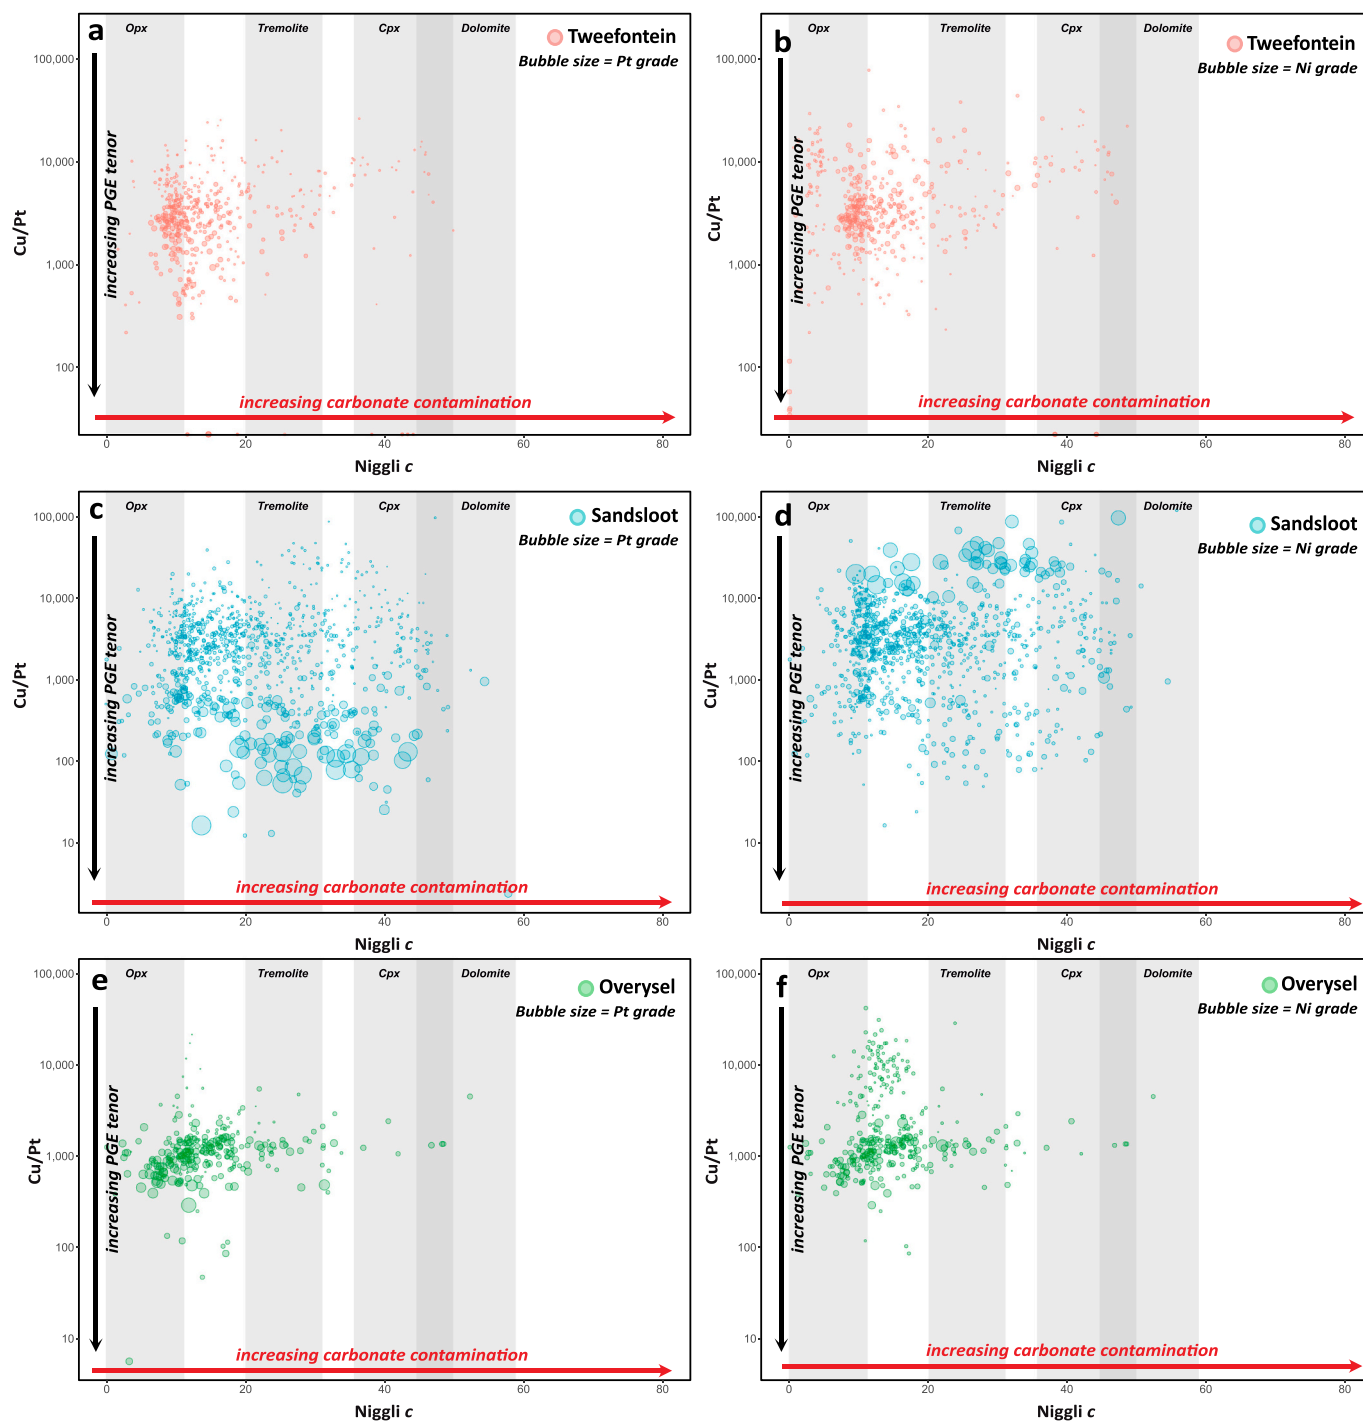 a
Opx
Tremolite
Cpx
Dolomite
Tweefontein
Bubble size = Pt grade
100,000
10,000
1,000
100
Cu/Pt
increasing PGE tenor
increasing carbonate contamination
0
20
40
60
80
Niggli c
b
Opx
Tremolite
Cpx
Dolomite
Tweefontein
Bubble size = Ni grade
100,000
10,000
1,000
100
Cu/Pt
increasing PGE tenor
increasing carbonate contamination
0
20
40
60
80
Niggli c
c
Opx
Tremolite
Cpx
Dolomite
Sandsloot
Bubble size = Pt grade
100,000
10,000
1,000
100
10
Cu/Pt
increasing PGE tenor
increasing carbonate contamination
0
20
40
60
80
Niggli c
d
Opx
Tremolite
Cpx
Dolomite
Sandsloot
Bubble size = Ni grade
100,000
10,000
1,000
100
10
Cu/Pt
increasing PGE tenor
increasing carbonate contamination
0
20
40
60
80
Niggli c
e
Opx
Tremolite
Cpx
Dolomite
Overysel
Bubble size = Pt grade
100,000
10,000
1,000
100
10
Cu/Pt
increasing PGE tenor
increasing carbonate contamination
0
20
40
60
80
Niggli c
f
Opx
Tremolite
Cpx
Dolomite
Overysel
Bubble size = Ni grade
100,000
10,000
1,000
100
10
Cu/Pt
increasing PGE tenor
increasing carbonate contamination
0
20
40
60
80
Niggli c